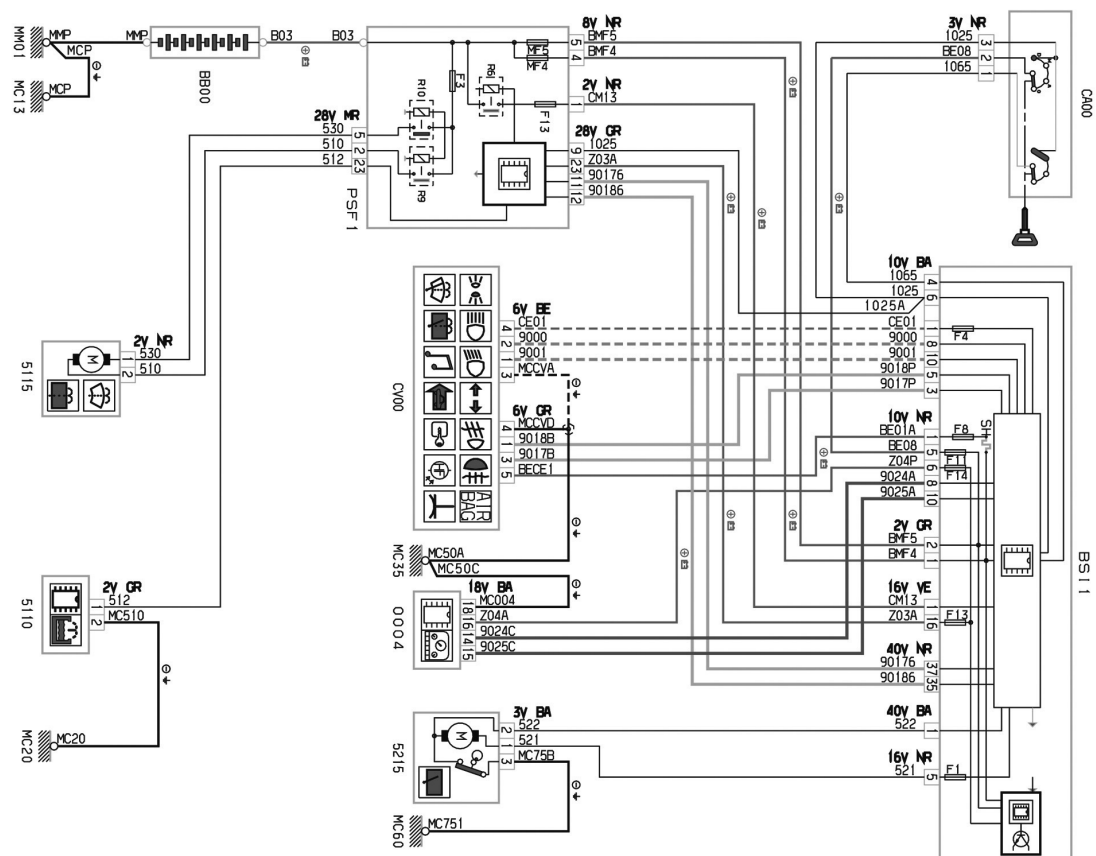 MM01
MMP
MMP
MCP
MC13
MCP
BB00
B03
B03
PSF1
MF5
MF4
F3
R6
R10
R9
F13
8V NR
5 BMF5
4 BMF4
2V NR
1 CM13
28V GR
9 1025
23 Z03A
11 90176
12 90186
28V MR
530 5
510 2
512 23
3V NR
1025 3
BE08 2
1065 1
CA00
5115
2V NR
1 530
2 510
5110
2V GR
1 512
2 MC510
MC20
MC20
CV00
AIR
BAG
6V BE
4 CE01
2 9000
1 9001
3 MCCVA
6V GR
4 MCCVD
1 9018B
3 9017B
5 BECE1
MC35
MC50A
MC50C
0004
18V BA
18 MC004
16 Z04A
14 9024C
15 9025C
5215
M
3V BA
2 522
1 521
3 MC75B
MC60
MC751
BSI1
10V BA
1065 4
1025 6
1025A
CE01 1 F4
9000 8
9001 10
9018P 5
9017P 3
10V NR
BE01A 1 F8
SH
BE08 5 F11
Z04P 6 F14
9024A 8
9025A 10
2V GR
BMF5 2
BMF4 1
16V VE
CM13 1
Z03A 16 F13
40V NR
90176 37
90186 35
40V BA
522 1
16V NR
521 5 F1
M